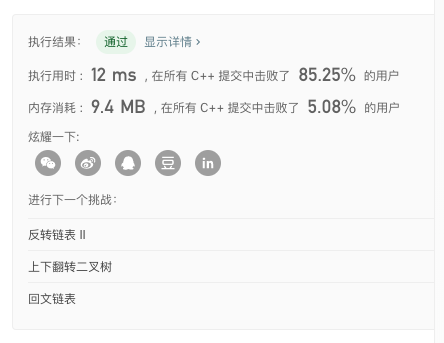 执行结果： 通过 显示详情 ›
执行用时： 12 ms ，在所有 C++ 提交中击败了 85.25% 的用户
内存消耗： 9.4 MB ，在所有 C++ 提交中击败了 5.08% 的用户
炫耀一下:
豆 in
进行下一个挑战：
反转链表 II
上下翻转二叉树
回文链表